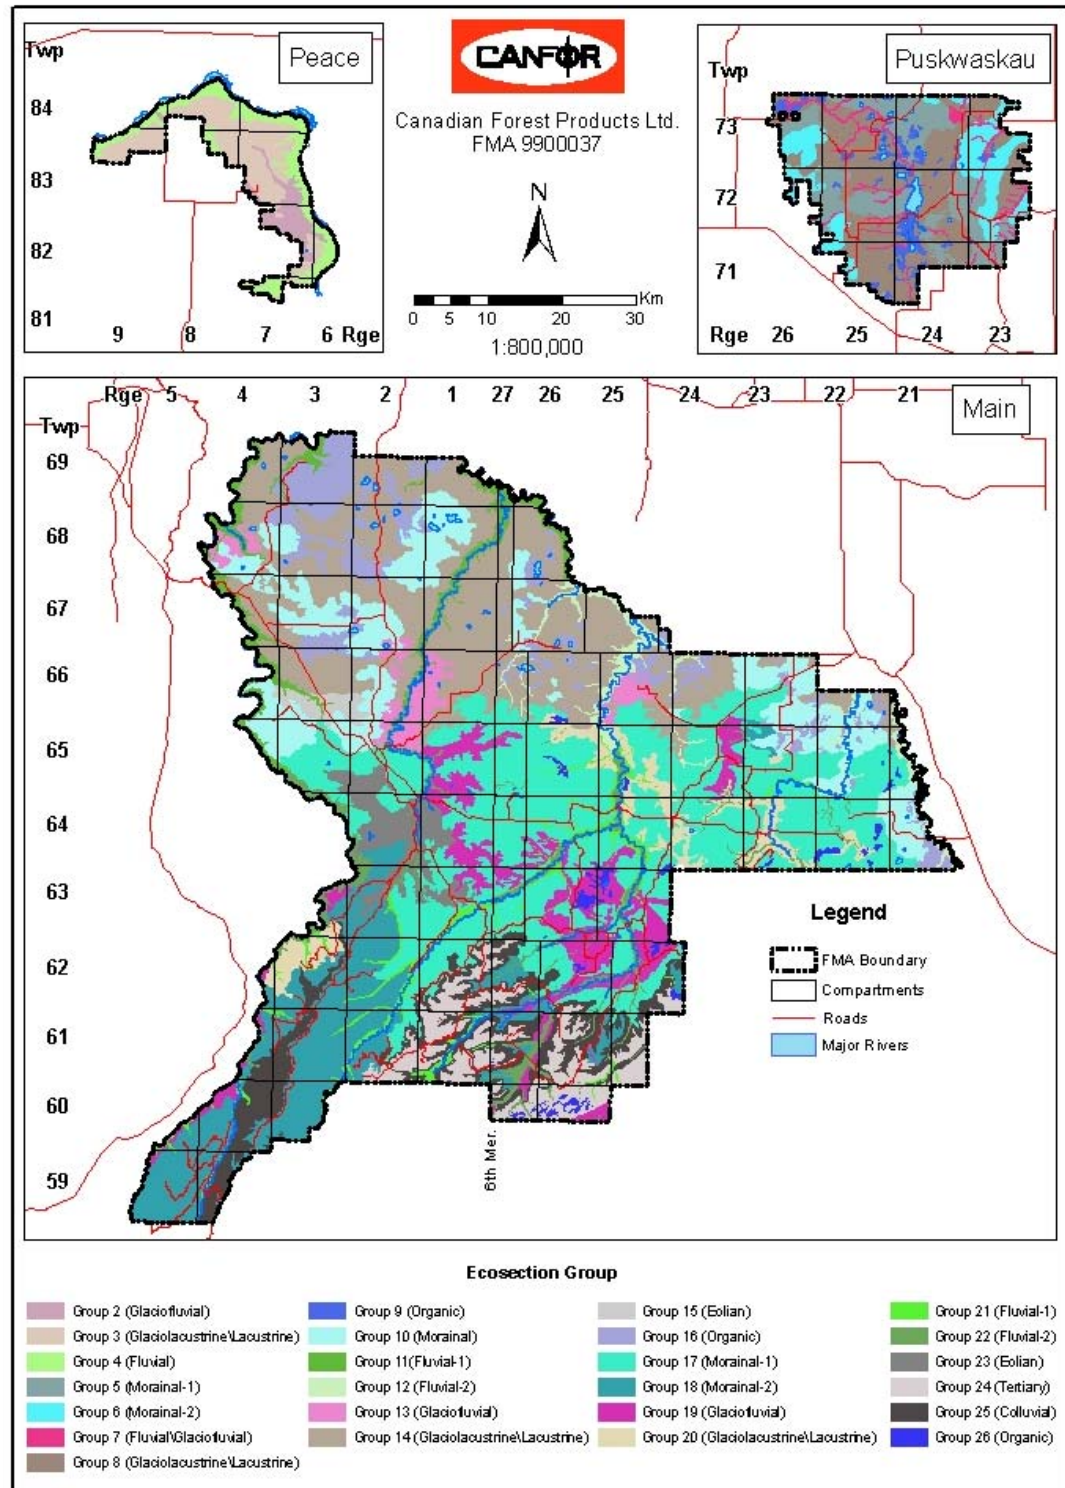 Twp
Peace
84
83
82
81
9 8 7 6 Rge
CANFOR
Canadian Forest Products Ltd.
FMA 9900037
N
Km
0 5 10 20 30
1:800,000
Puskwaskau
Twp
73
72
71
Rge 26 25 24 23
Rge 5 4 3 2 1 27 26 25 24 23 22 21
Main
Twp
69
68
67
66
65
64
63
62
61
60
59
6th Mer.
Legend
FMA Boundary
Compartments
Roads
Major Rivers
Ecosection Group
Group 2 (Glaciofluvial)
Group 3 (Glaciolacustrine\Lacustrine)
Group 4 (Fluvial)
Group 5 (Morainal-1)
Group 6 (Morainal-2)
Group 7 (Fluvial\Glaciofluvial)
Group 8 (Glaciolacustrine\Lacustrine)
Group 9 (Organic)
Group 10 (Morainal)
Group 11(Fluvial-1)
Group 12 (Fluvial-2)
Group 13 (Glaciofluvial)
Group 14 (Glaciolacustrine\Lacustrine)
Group 15 (Eolian)
Group 16 (Organic)
Group 17 (Morainal-1)
Group 18 (Morainal-2)
Group 19 (Glaciofluvial)
Group 20 (Glaciolacustrine\Lacustrine)
Group 21 (Fluvial-1)
Group 22 (Fluvial-2)
Group 23 (Eolian)
Group 24 (Tertiary)
Group 25 (Colluvial)
Group 26 (Organic)